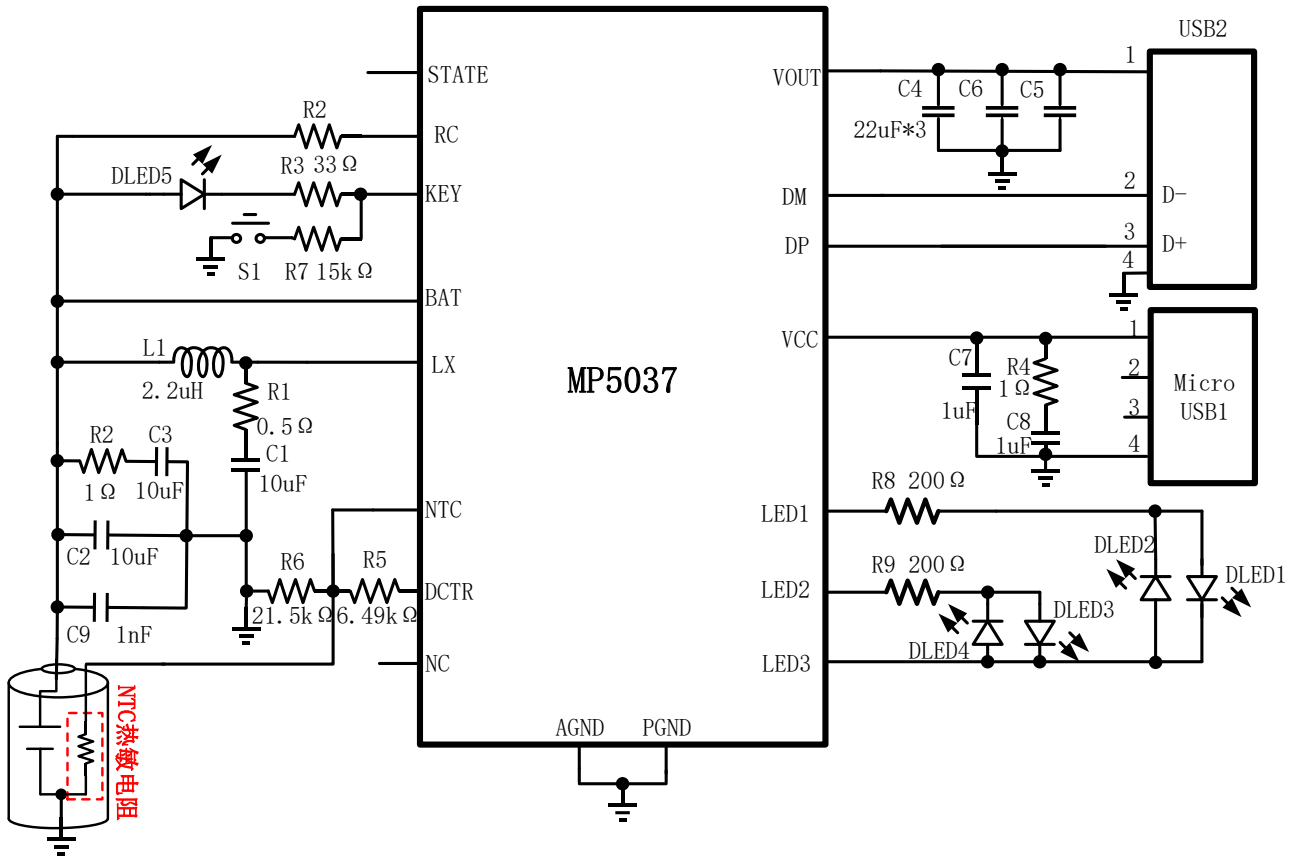 USB2
STATE
VOUT
1
R2
C4
C6
C5
RC
22uF*3
R3
33Ω
DLED5
KEY
DM
2
D-
S1
R7
15kΩ
DP
3
D+
4
BAT
L1
LX
VCC
1
2.2uH
R1
0.5Ω
MP5037
C7
1uF
R4
1Ω
C8
1uF
2
3
4
Micro
USB1
R2
C3
C1
1Ω
10uF
10uF
NTC
R8
200Ω
LED1
C2
10uF
R6
R5
21.5kΩ
6.49kΩ
DCTR
LED2
R9
200Ω
DLED2
DLED1
C9
1nF
DLED3
DLED4
NC
LED3
NTC热敏电阻
AGND
PGND